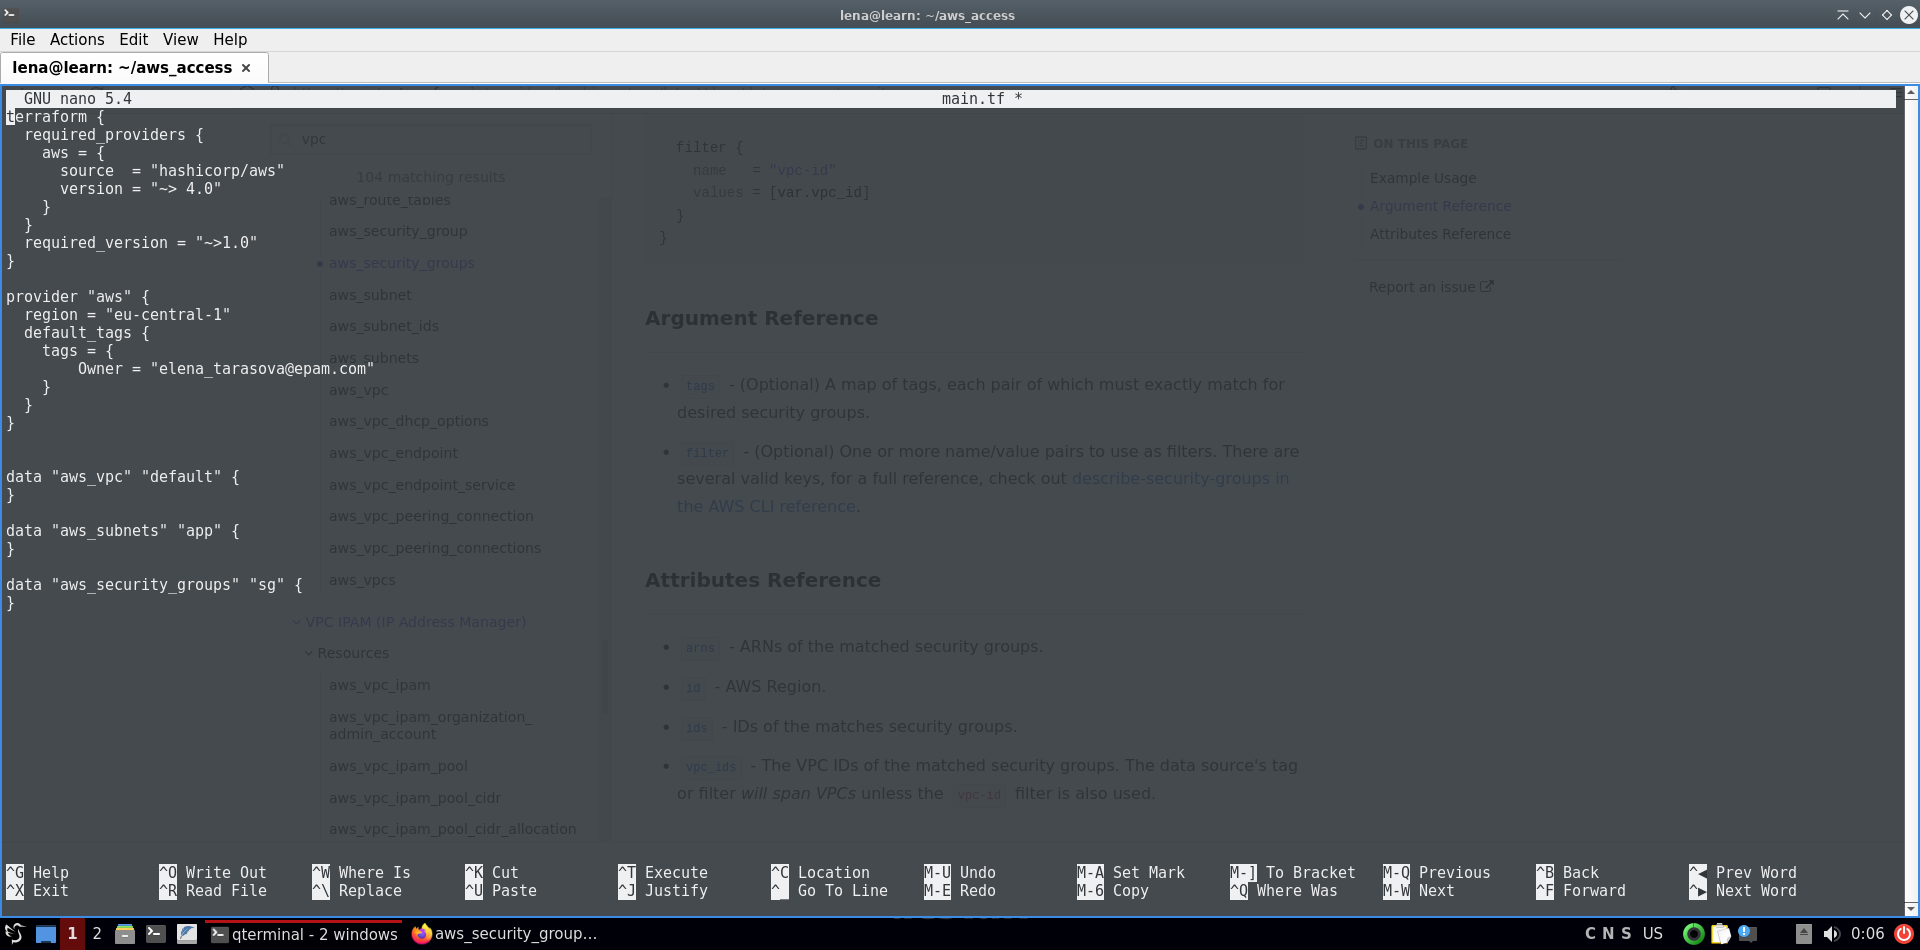 lena@learn: ~/aws_access
File Actions Edit View Help
lena@learn: ~/aws_access ×
GNU nano 5.4 main.tf *
terraform {
required_providers {
aws = {
source = "hashicorp/aws"
version = "~> 4.0"
}
}
required_version = "~>1.0"
}
provider "aws" {
region = "eu-central-1"
default_tags {
tags = {
Owner = "elena_tarasova@epam.com"
}
}
}
data "aws_vpc" "default" {
}
data "aws_subnets" "app" {
}
data "aws_security_groups" "sg" {
}
vpc
104 matching results
aws_route_tables
aws_security_group
aws_security_groups
aws_subnet
aws_subnet_ids
aws_subnets
aws_vpc
aws_vpc_dhcp_options
aws_vpc_endpoint
aws_vpc_endpoint_service
aws_vpc_peering_connection
aws_vpc_peering_connections
aws_vpcs
VPC IPAM (IP Address Manager)
Resources
aws_vpc_ipam
aws_vpc_ipam_organization_
admin_account
aws_vpc_ipam_pool
aws_vpc_ipam_pool_cidr
aws_vpc_ipam_pool_cidr_allocation
filter {
name = "vpc-id"
values = [var.vpc_id]
}
}
Argument Reference
• tags - (Optional) A map of tags, each pair of which must exactly match for
desired security groups.
• filter - (Optional) One or more name/value pairs to use as filters. There are
several valid keys, for a full reference, check out describe-security-groups in
the AWS CLI reference.
Attributes Reference
• arns - ARNs of the matched security groups.
• id - AWS Region.
• ids - IDs of the matches security groups.
• vpc_ids - The VPC IDs of the matched security groups. The data source's tag
or filter will span VPCs unless the vpc-id filter is also used.
ON THIS PAGE
Example Usage
Argument Reference
Attributes Reference
Report an issue
^G Help ^O Write Out ^W Where Is ^K Cut ^T Execute ^C Location M-U Undo M-A Set Mark M-] To Bracket M-Q Previous ^B Back ^◀ Prev Word
^X Exit ^R Read File ^\ Replace ^U Paste ^J Justify ^_ Go To Line M-E Redo M-6 Copy ^Q Where Was M-W Next ^F Forward ^▶ Next Word
1 2 qterminal - 2 windows aws_security_group... C N S US 0:06